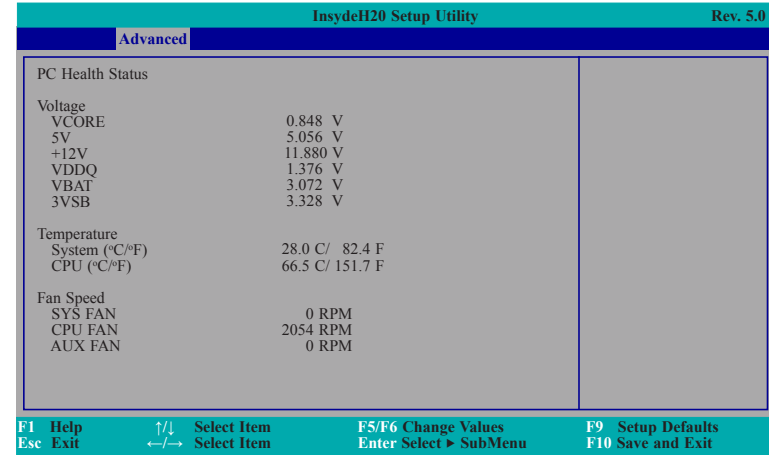 InsydeH20 Setup Utility Rev. 5.0
Advanced
PC Health Status
Voltage
VCORE 0.848 V
5V 5.056 V
+12V 11.880 V
VDDQ 1.376 V
VBAT 3.072 V
3VSB 3.328 V
Temperature
System (°C/°F) 28.0 C/ 82.4 F
CPU (°C/°F) 66.5 C/ 151.7 F
Fan Speed
SYS FAN 0 RPM
CPU FAN 2054 RPM
AUX FAN 0 RPM
F1 Help ↑/↓ Select Item F5/F6 Change Values F9 Setup Defaults
Esc Exit ←/→ Select Item Enter Select ► SubMenu F10 Save and Exit